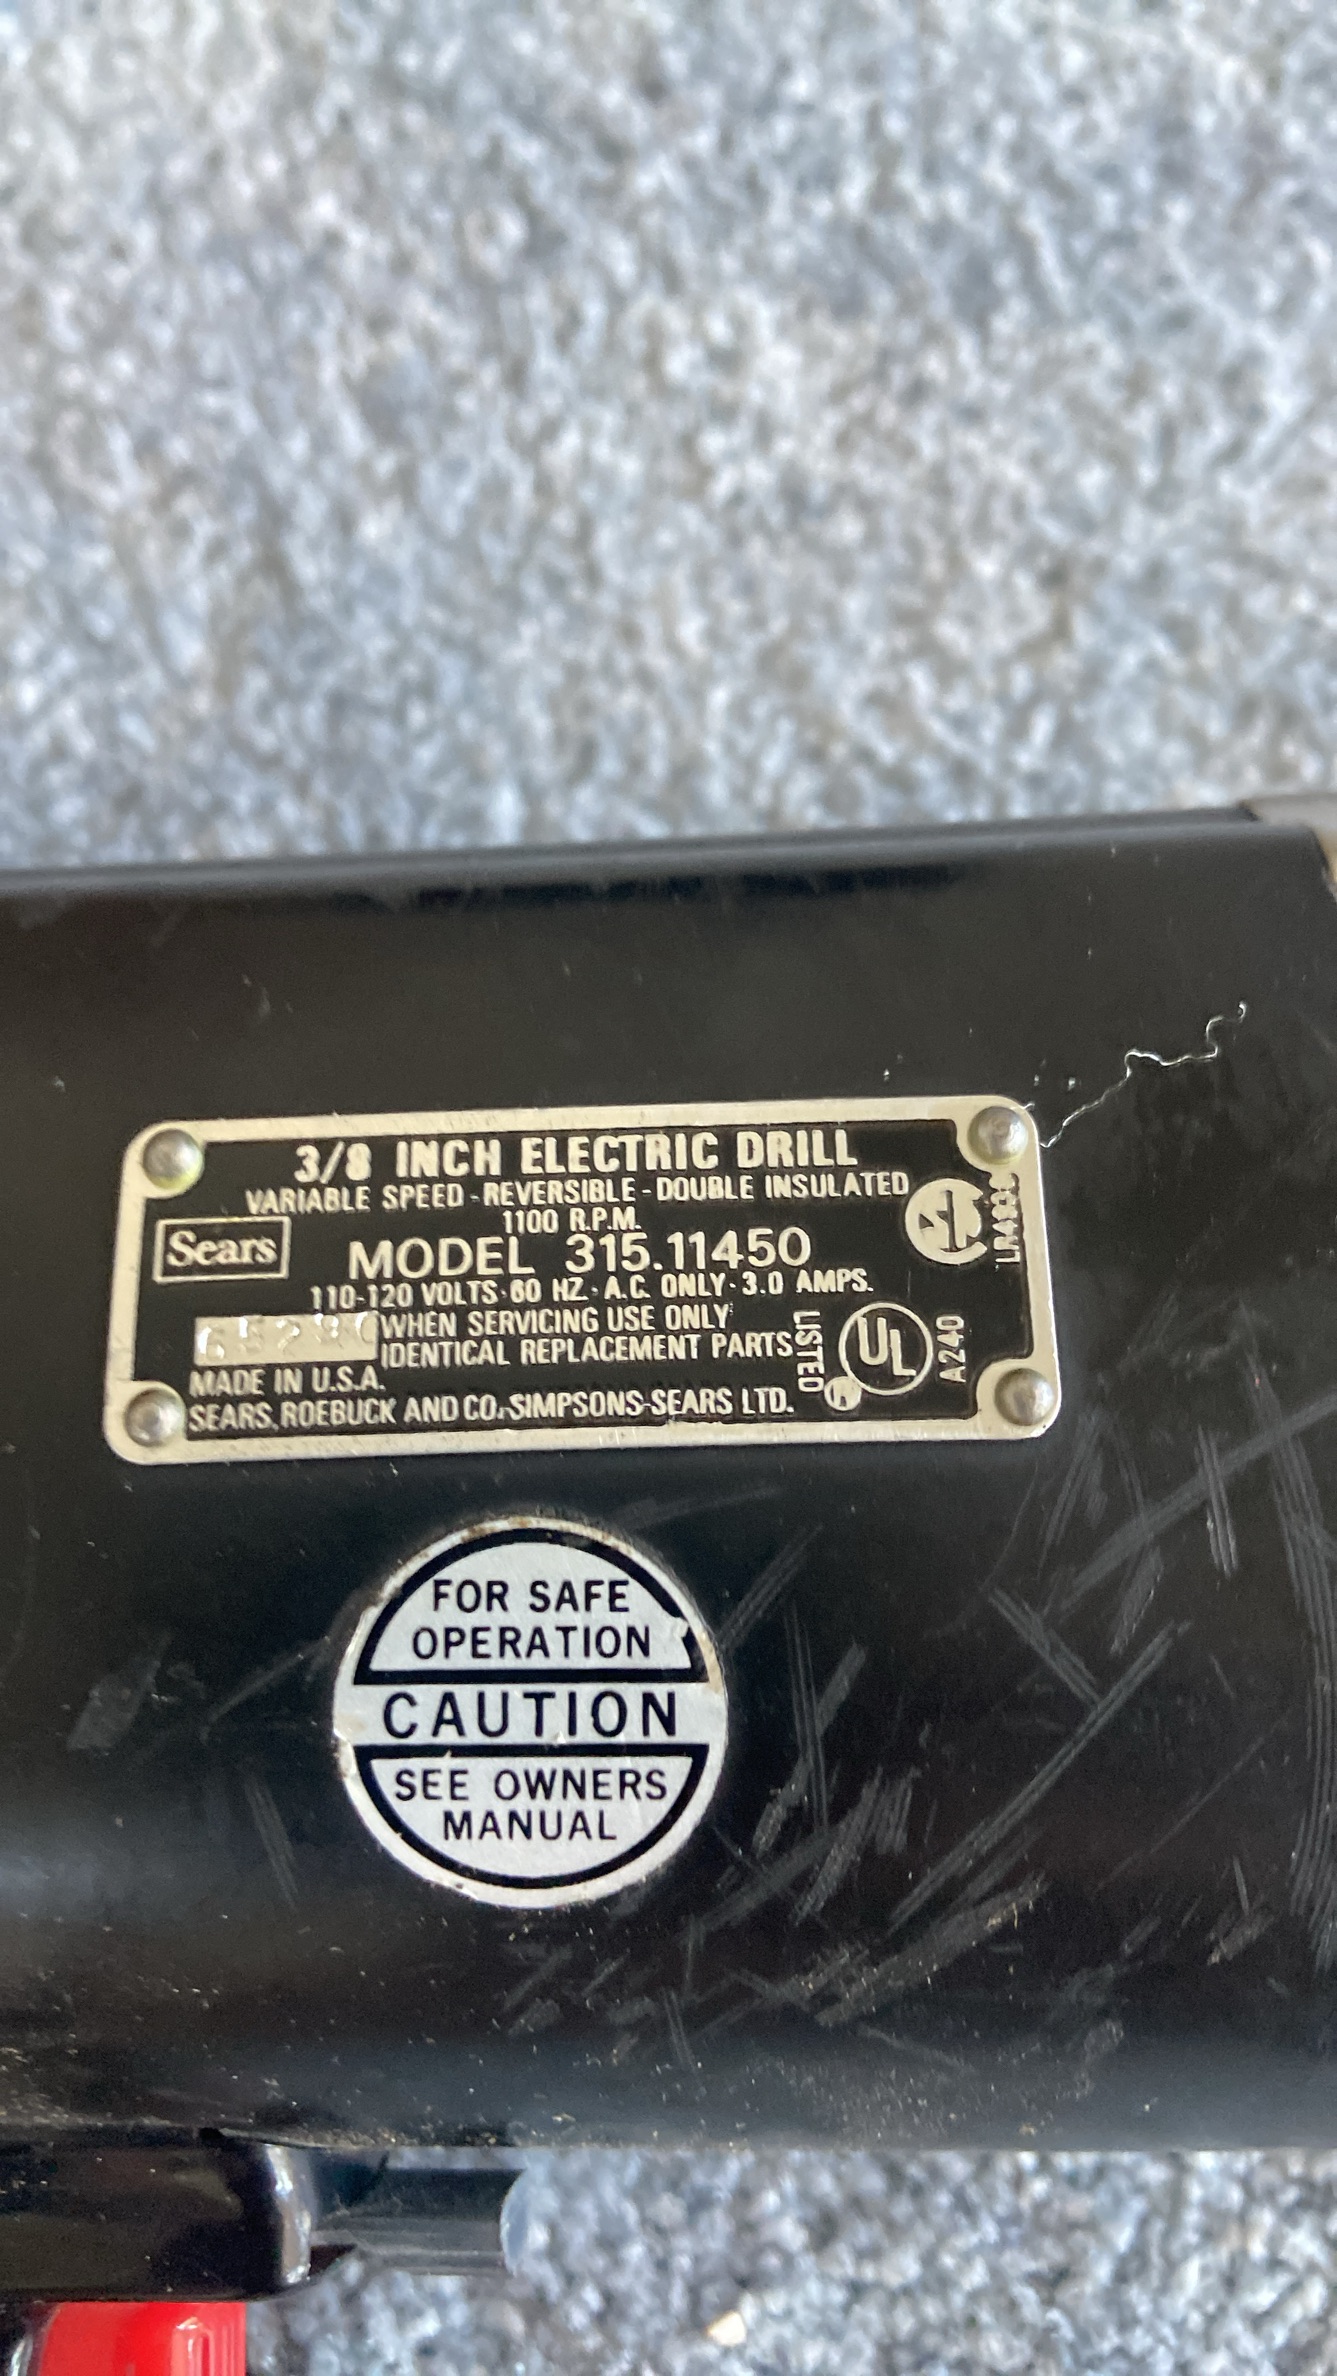 3/8 INCH ELECTRIC DRILL
VARIABLE SPEED - REVERSIBLE - DOUBLE INSULATED
1100 R.P.M.
Sears
MODEL 315.11450
110-120 VOLTS · 60 HZ · A.C. ONLY · 3.0 AMPS.
WHEN SERVICING USE ONLY
IDENTICAL REPLACEMENT PARTS
MADE IN U.S.A.
SEARS, ROEBUCK AND CO.-SIMPSONS-SEARS LTD.
LISTED
UL
A240
FOR SAFE
OPERATION
CAUTION
SEE OWNERS
MANUAL